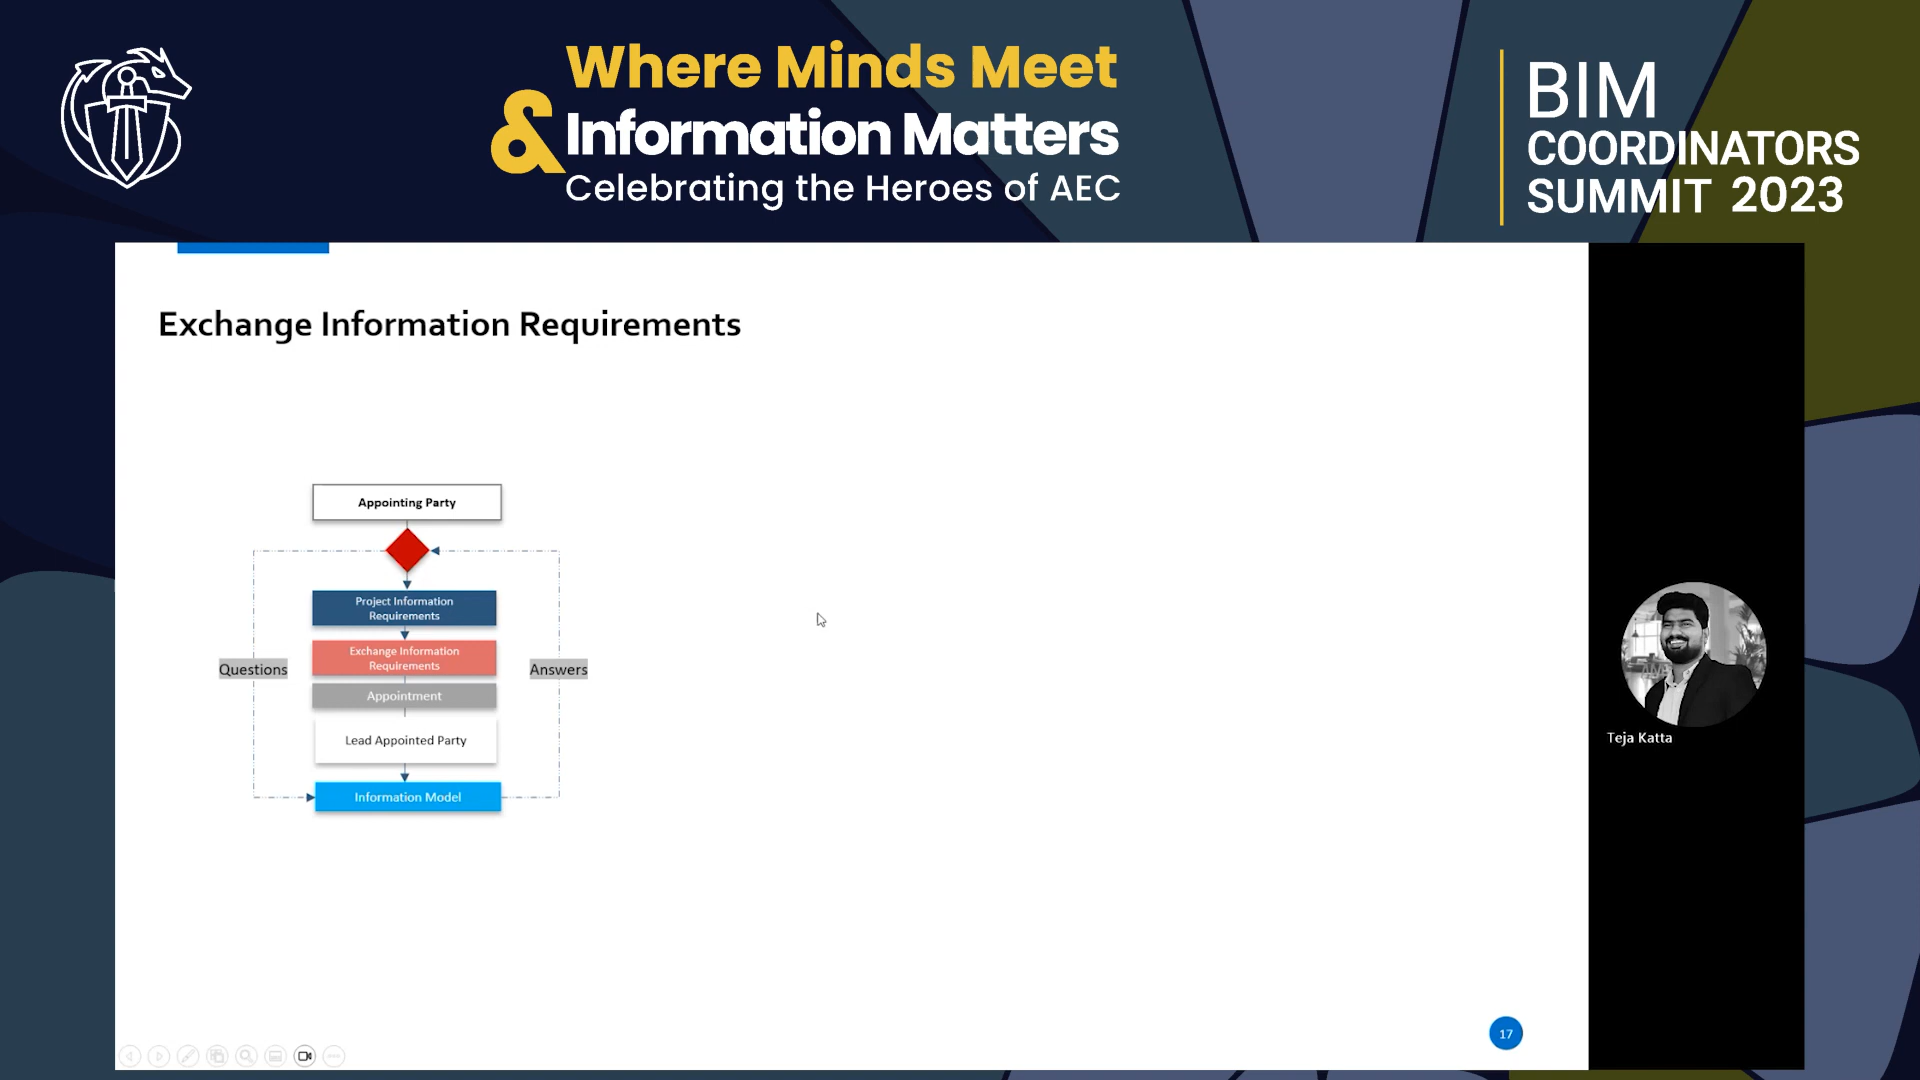 Where Minds Meet
& Information Matters
Celebrating the Heroes of AEC
BIM
COORDINATORS
SUMMIT 2023
Exchange Information Requirements
Appointing Party
Project Information
Requirements
Exchange Information
Requirements
Questions
Answers
Appointment
Lead Appointed Party
Information Model
Teja Katta
17